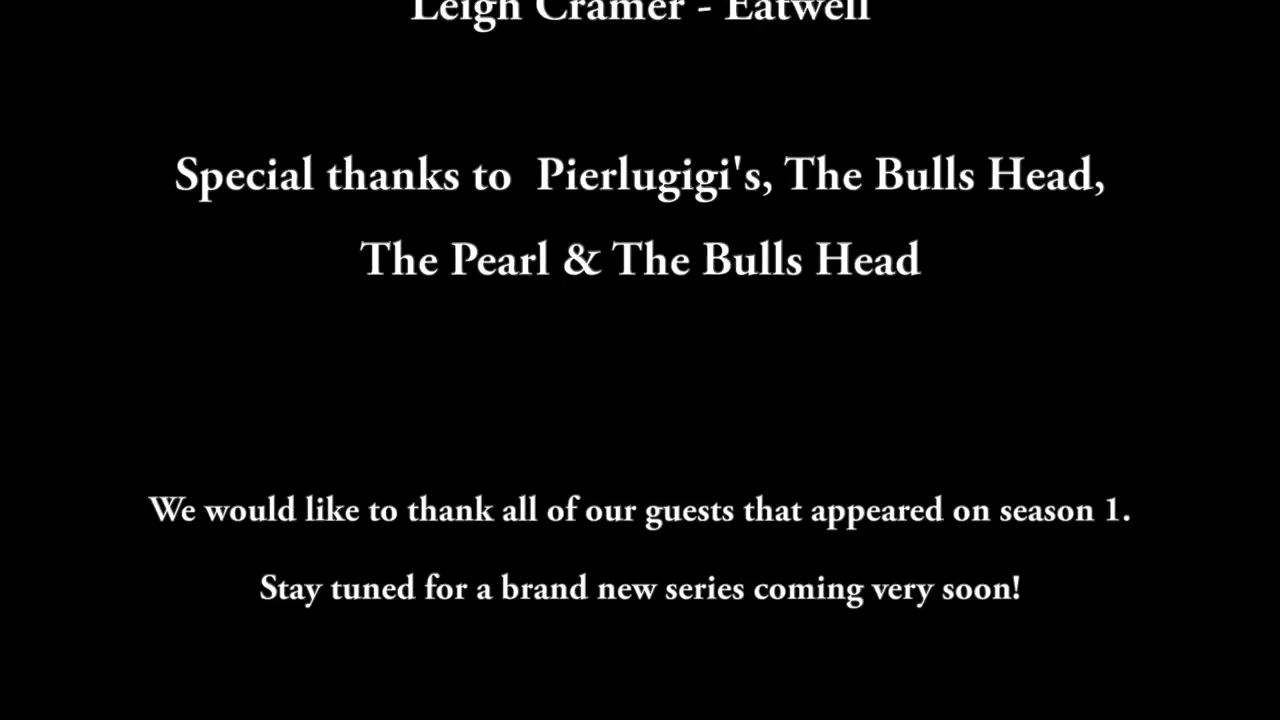 Leigh Cramer - Eatwell
Special thanks to  Pierlugigi's, The Bulls Head,
The Pearl & The Bulls Head
We would like to thank all of our guests that appeared on season 1.
Stay tuned for a brand new series coming very soon!